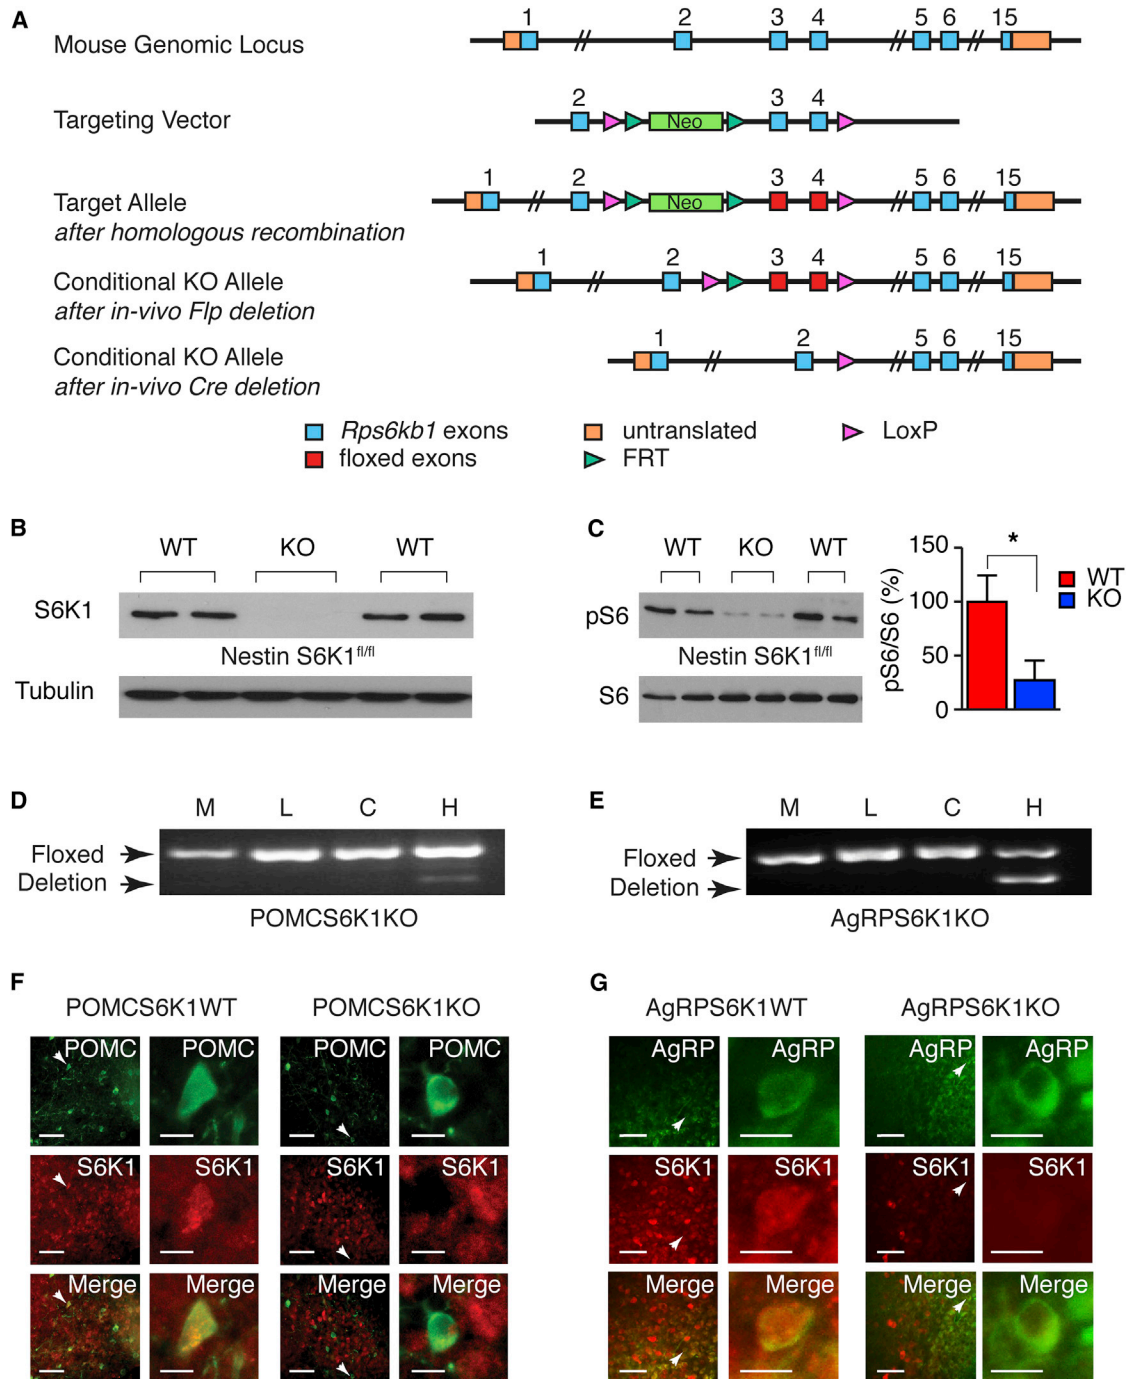 A
Mouse Genomic Locus
1 2 3 4 5 6 15
Targeting Vector
2 Neo 3 4
Target Allele
after homologous recombination
1 2 Neo 3 4 5 6 15
Conditional KO Allele
after in-vivo Flp deletion
1 2 3 4 5 6 15
Conditional KO Allele
after in-vivo Cre deletion
1 2 5 6 15
Rps6kb1 exons
untranslated
LoxP
floxed exons
FRT
B
WT KO WT
S6K1
Nestin S6K1fl/fl
Tubulin
C
WT KO WT
pS6
Nestin S6K1fl/fl
S6
pS6/S6 (%)
150
100
50
0
*
WT
KO
D
M L C H
Floxed
Deletion
POMCS6K1KO
E
M L C H
Floxed
Deletion
AgRPS6K1KO
F
POMCS6K1WT POMCS6K1KO
POMC POMC POMC POMC
S6K1 S6K1 S6K1 S6K1
Merge Merge Merge Merge
G
AgRPS6K1WT AgRPS6K1KO
AgRP AgRP AgRP AgRP
S6K1 S6K1 S6K1 S6K1
Merge Merge Merge Merge